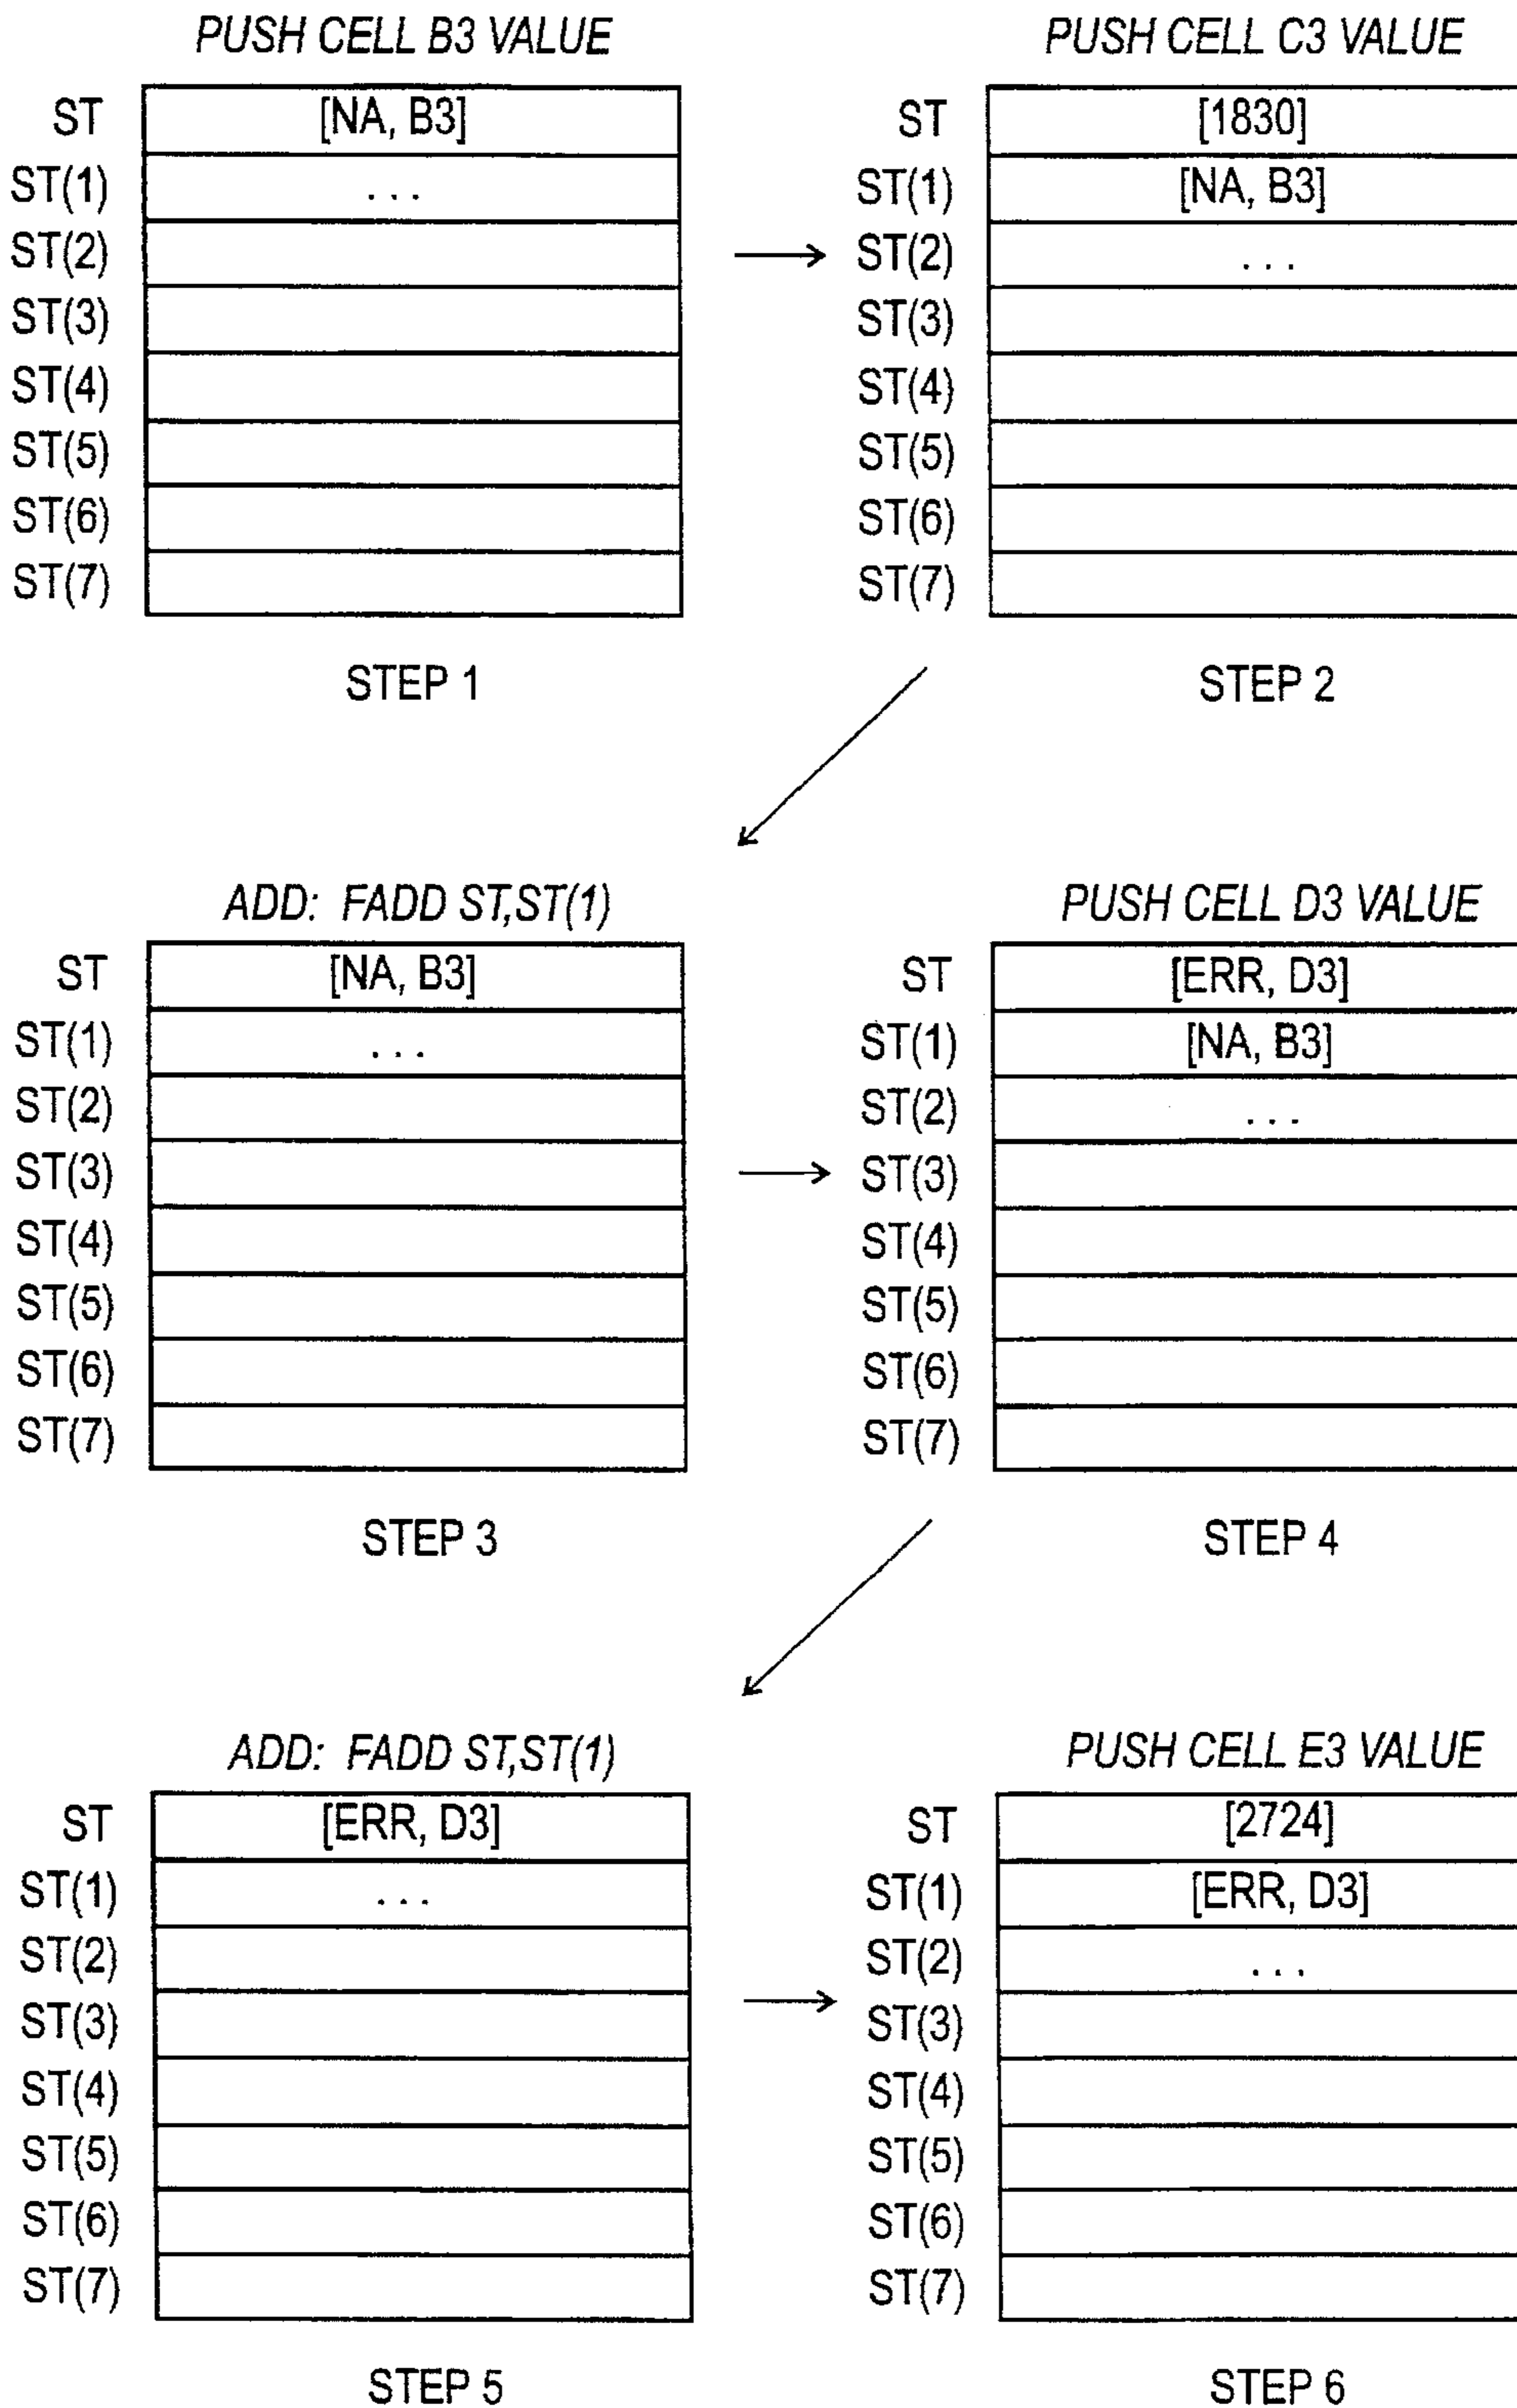 PUSH CELL B3 VALUE
ST [NA, B3]
ST(1) ...
ST(2)
ST(3)
ST(4)
ST(5)
ST(6)
ST(7)
STEP 1
PUSH CELL C3 VALUE
ST [1830]
ST(1) [NA, B3]
ST(2) ...
ST(3)
ST(4)
ST(5)
ST(6)
ST(7)
STEP 2
ADD: FADD ST,ST(1)
ST [NA, B3]
ST(1) ...
ST(2)
ST(3)
ST(4)
ST(5)
ST(6)
ST(7)
STEP 3
PUSH CELL D3 VALUE
ST [ERR, D3]
ST(1) [NA, B3]
ST(2) ...
ST(3)
ST(4)
ST(5)
ST(6)
ST(7)
STEP 4
ADD: FADD ST,ST(1)
ST [ERR, D3]
ST(1) ...
ST(2)
ST(3)
ST(4)
ST(5)
ST(6)
ST(7)
STEP 5
PUSH CELL E3 VALUE
ST [2724]
ST(1) [ERR, D3]
ST(2) ...
ST(3)
ST(4)
ST(5)
ST(6)
ST(7)
STEP 6